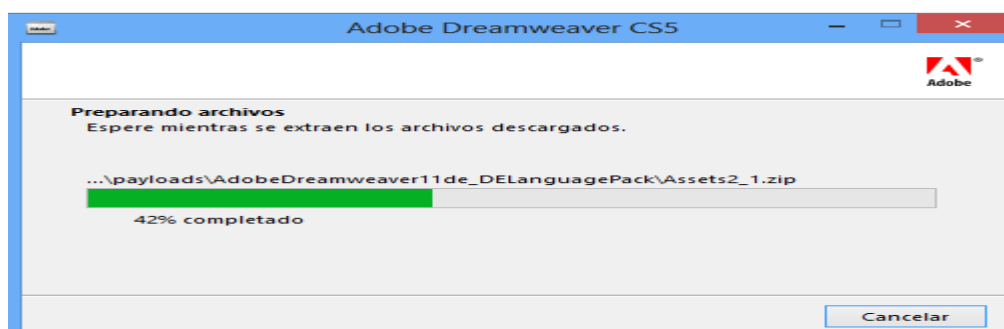 Adobe Dreamweaver CS5
Adobe
Preparando archivos
Espere mientras se extraen los archivos descargados.
...\payloads\AdobeDreamweaver11de_DELanguagePack\Assets2_1.zip
42% completado
Cancelar